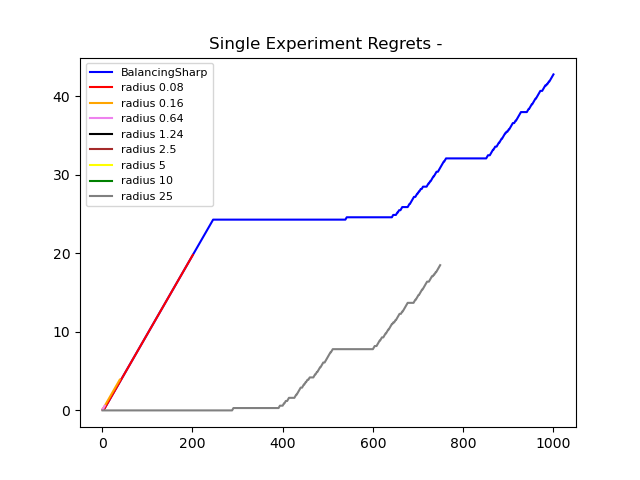 Single Experiment Regrets -
BalancingSharp
radius 0.08
radius 0.16
radius 0.64
radius 1.24
radius 2.5
radius 5
radius 10
radius 25
40
30
20
10
0
0 200 400 600 800 1000